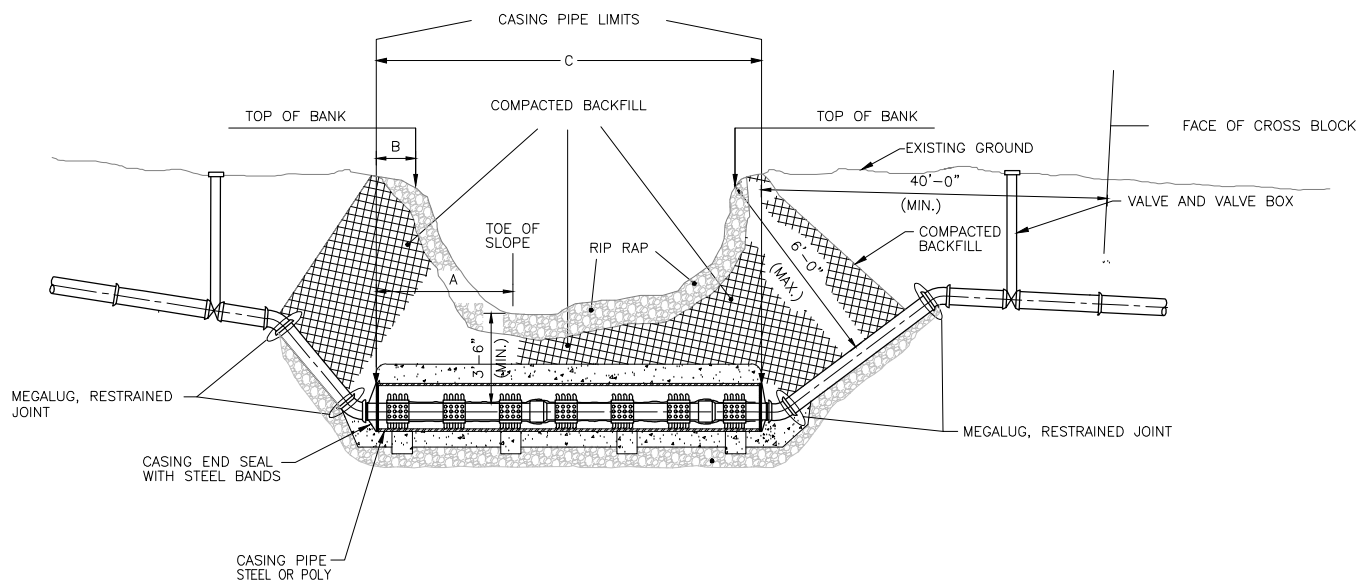 CASING PIPE LIMITS
C
TOP OF BANK
COMPACTED BACKFILL
TOP OF BANK
FACE OF CROSS BLOCK
B
EXISTING GROUND
40'-0"
(MIN.)
VALVE AND VALVE BOX
TOE OF
SLOPE
RIP RAP
COMPACTED
BACKFILL
A
6'-0"
(MAX.)
3'-6"
(MIN.)
MEGALUG, RESTRAINED
JOINT
MEGALUG, RESTRAINED JOINT
CASING END SEAL
WITH STEEL BANDS
CASING PIPE
STEEL OR POLY